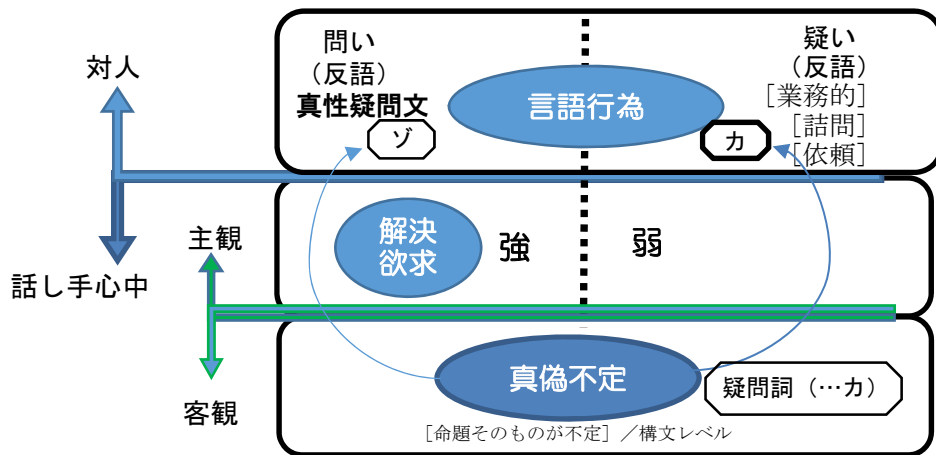 対人
話し手心中
主観
客観
問い
（反語）
真性疑問文
ゾ
言語行為
疑い
（反語）
［業務的］
［詰問］
［依頼］
カ
解決
欲求
強
弱
真偽不定
疑問詞（…カ）
［命題そのものが不定］／構文レベル